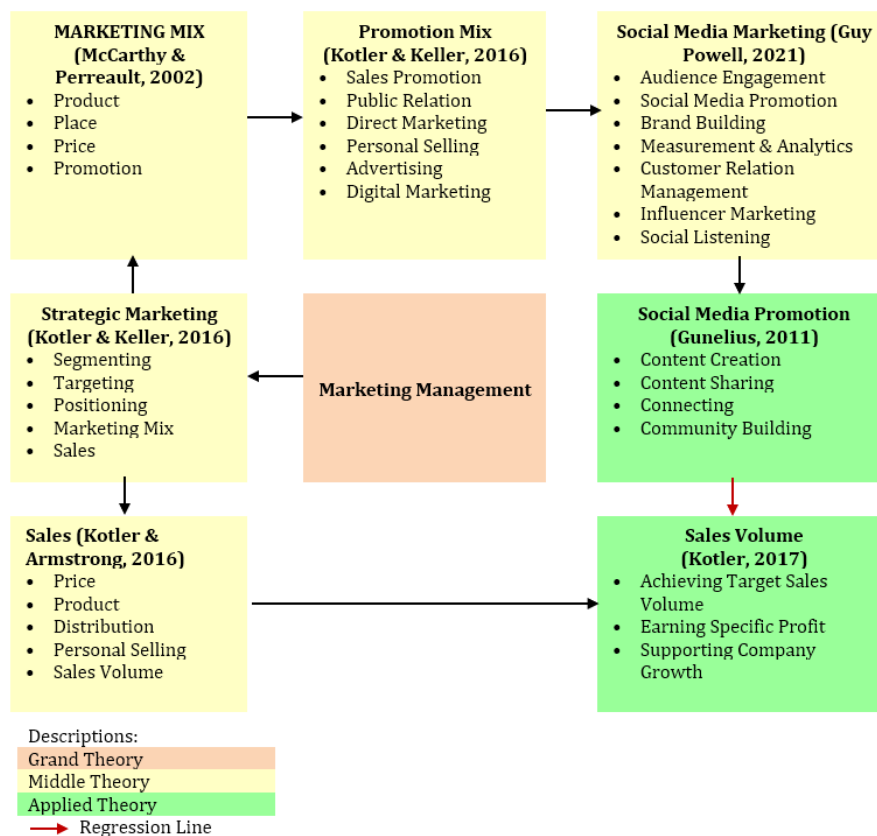 MARKETING MIX
(McCarthy &
Perreault, 2002)
• Product
• Place
• Price
• Promotion
Promotion Mix
(Kotler & Keller, 2016)
• Sales Promotion
• Public Relation
• Direct Marketing
• Personal Selling
• Advertising
• Digital Marketing
Social Media Marketing (Guy
Powell, 2021)
• Audience Engagement
• Social Media Promotion
• Brand Building
• Measurement & Analytics
• Customer Relation
Management
• Influencer Marketing
• Social Listening
Strategic Marketing
(Kotler & Keller, 2016)
• Segmenting
• Targeting
• Positioning
• Marketing Mix
• Sales
Marketing Management
Social Media Promotion
(Gunelius, 2011)
• Content Creation
• Content Sharing
• Connecting
• Community Building
Sales (Kotler &
Armstrong, 2016)
• Price
• Product
• Distribution
• Personal Selling
• Sales Volume
Sales Volume
(Kotler, 2017)
• Achieving Target Sales
Volume
• Earning Specific Profit
• Supporting Company
Growth
Descriptions:
Grand Theory
Middle Theory
Applied Theory
Regression Line